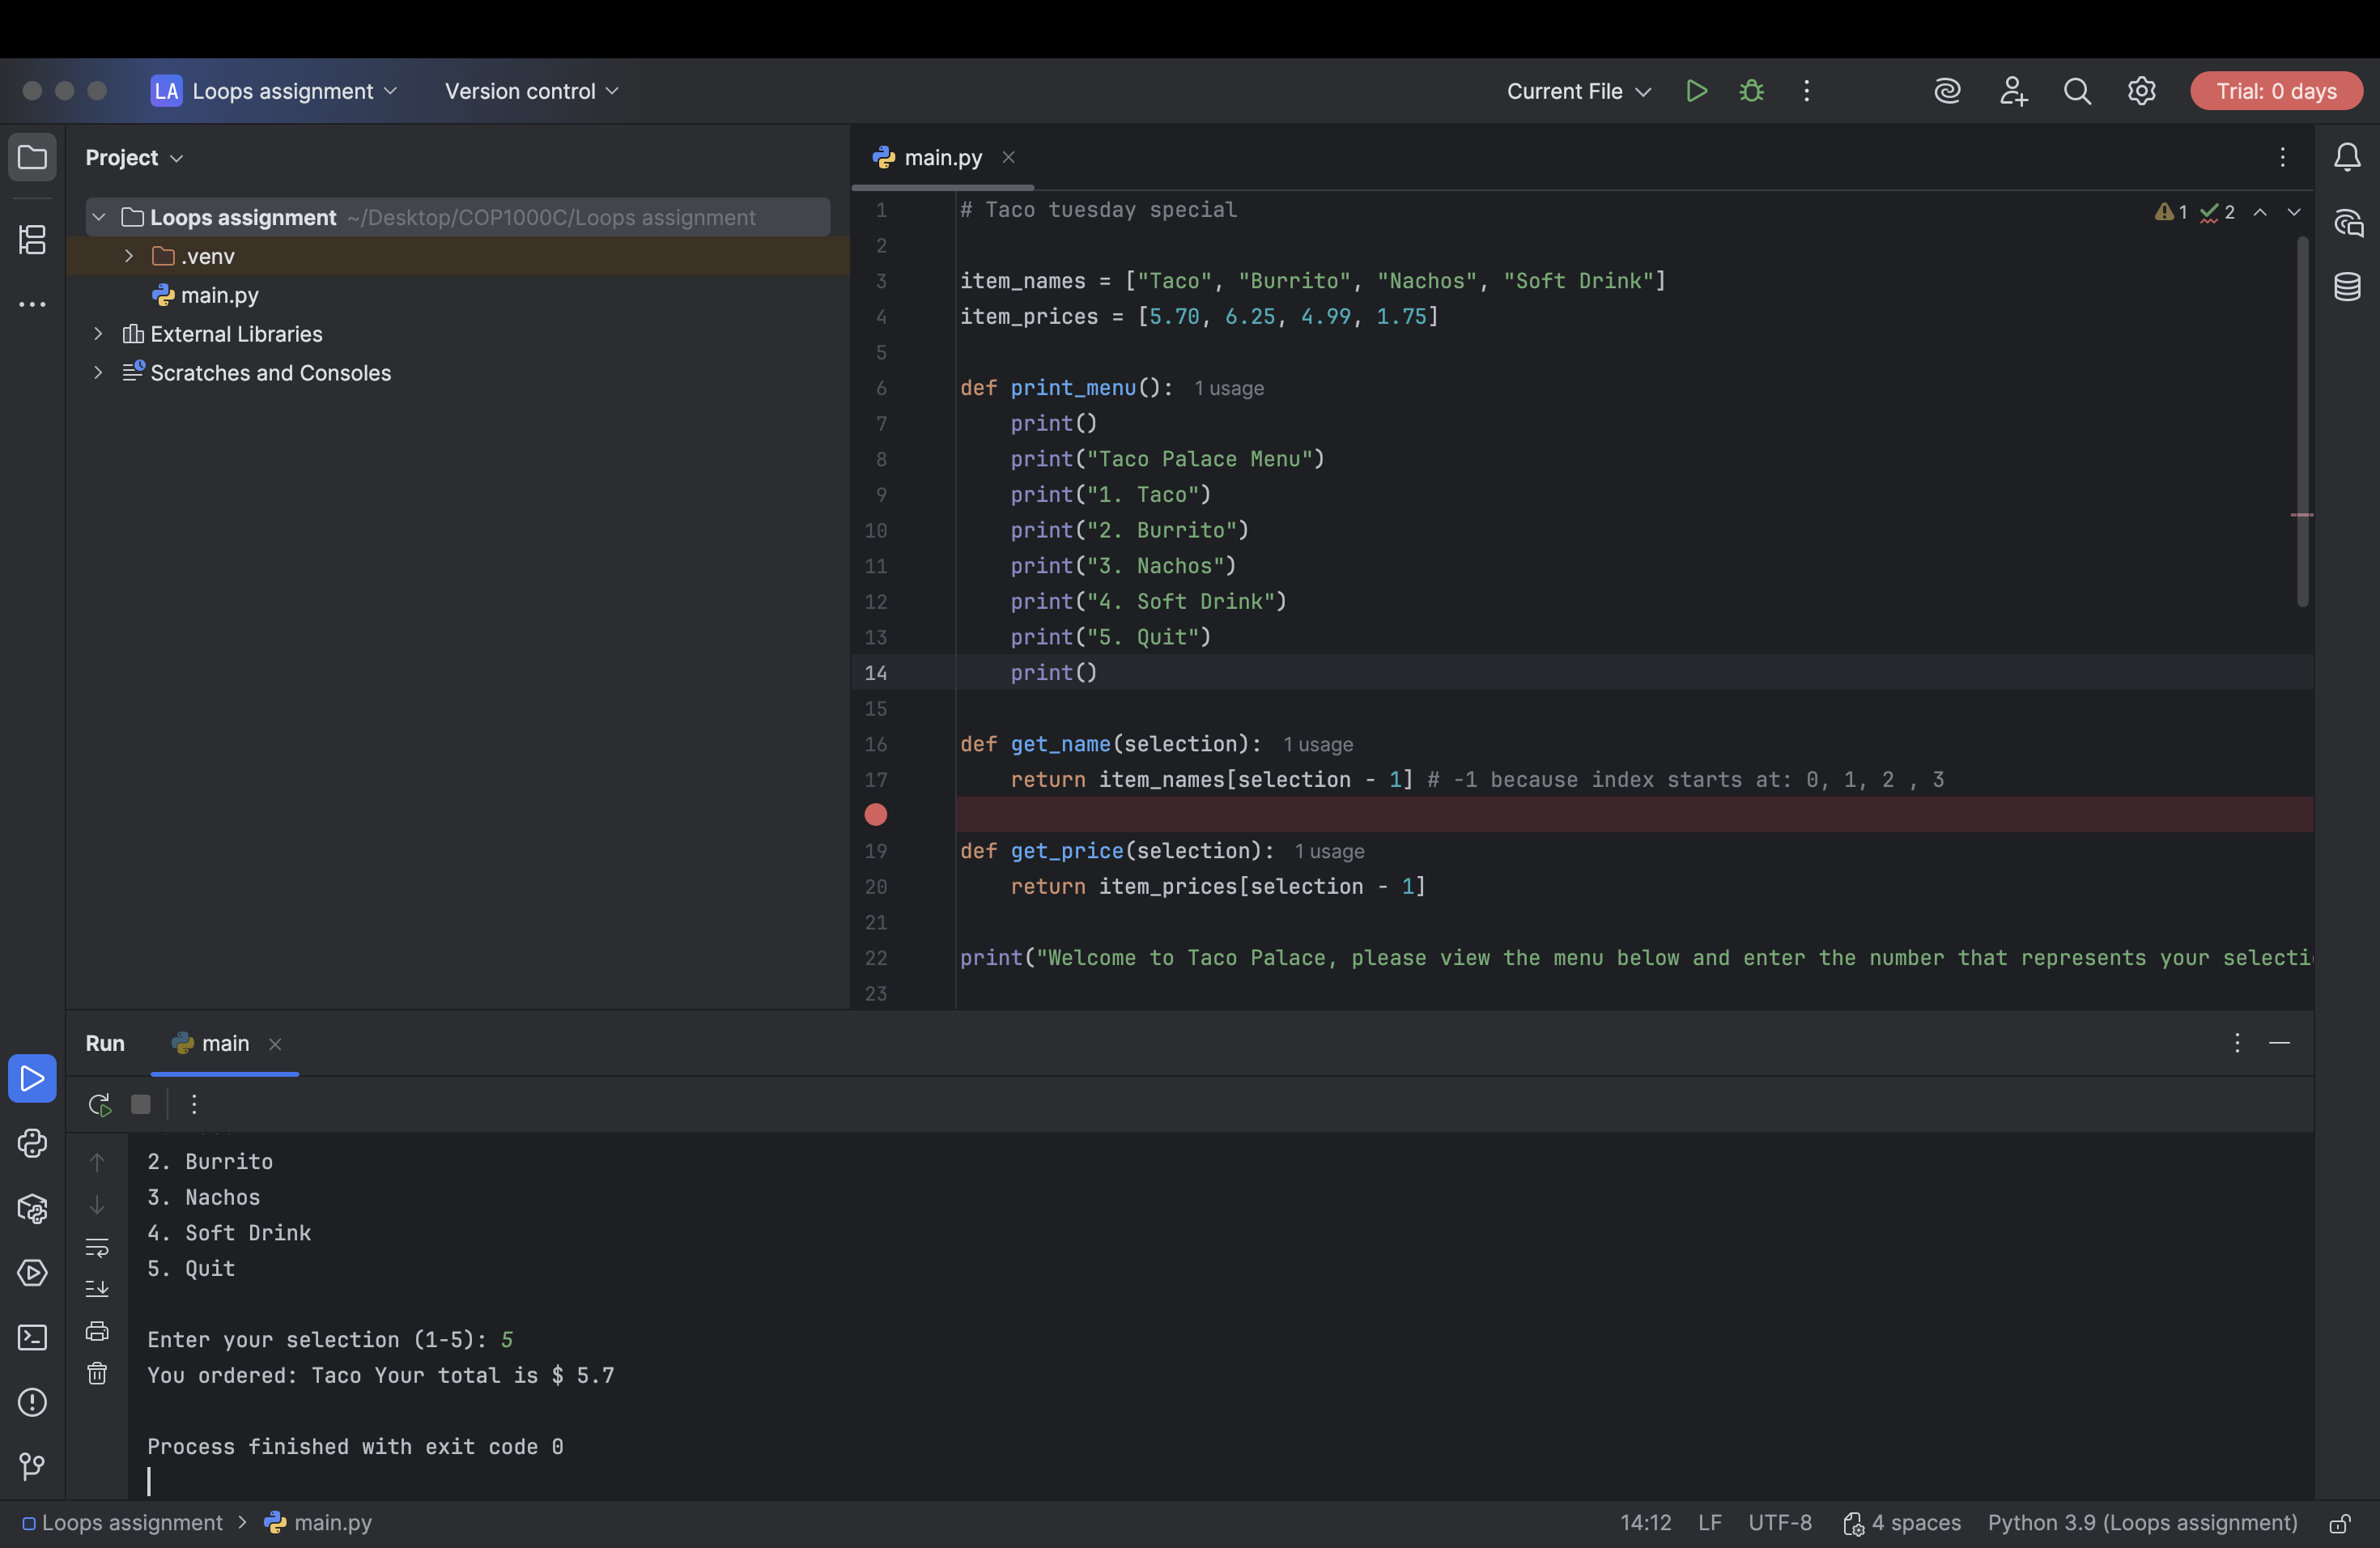 LA Loops assignment Version control Current File Trial: 0 days
Project
main.py
Loops assignment ~/Desktop/COP1000C/Loops assignment
.venv
main.py
External Libraries
Scratches and Consoles
1 2
1 # Taco tuesday special
2
3 item_names = ["Taco", "Burrito", "Nachos", "Soft Drink"]
4 item_prices = [5.70, 6.25, 4.99, 1.75]
5
6 def print_menu(): 1 usage
7 print()
8 print("Taco Palace Menu")
9 print("1. Taco")
10 print("2. Burrito")
11 print("3. Nachos")
12 print("4. Soft Drink")
13 print("5. Quit")
14 print()
15
16 def get_name(selection): 1 usage
17 return item_names[selection - 1] # -1 because index starts at: 0, 1, 2 , 3
19 def get_price(selection): 1 usage
20 return item_prices[selection - 1]
21
22 print("Welcome to Taco Palace, please view the menu below and enter the number that represents your selecti
23
Run main
2. Burrito
3. Nachos
4. Soft Drink
5. Quit
Enter your selection (1-5): 5
You ordered: Taco Your total is $ 5.7
Process finished with exit code 0
Loops assignment > main.py 14:12 LF UTF-8 4 spaces Python 3.9 (Loops assignment)